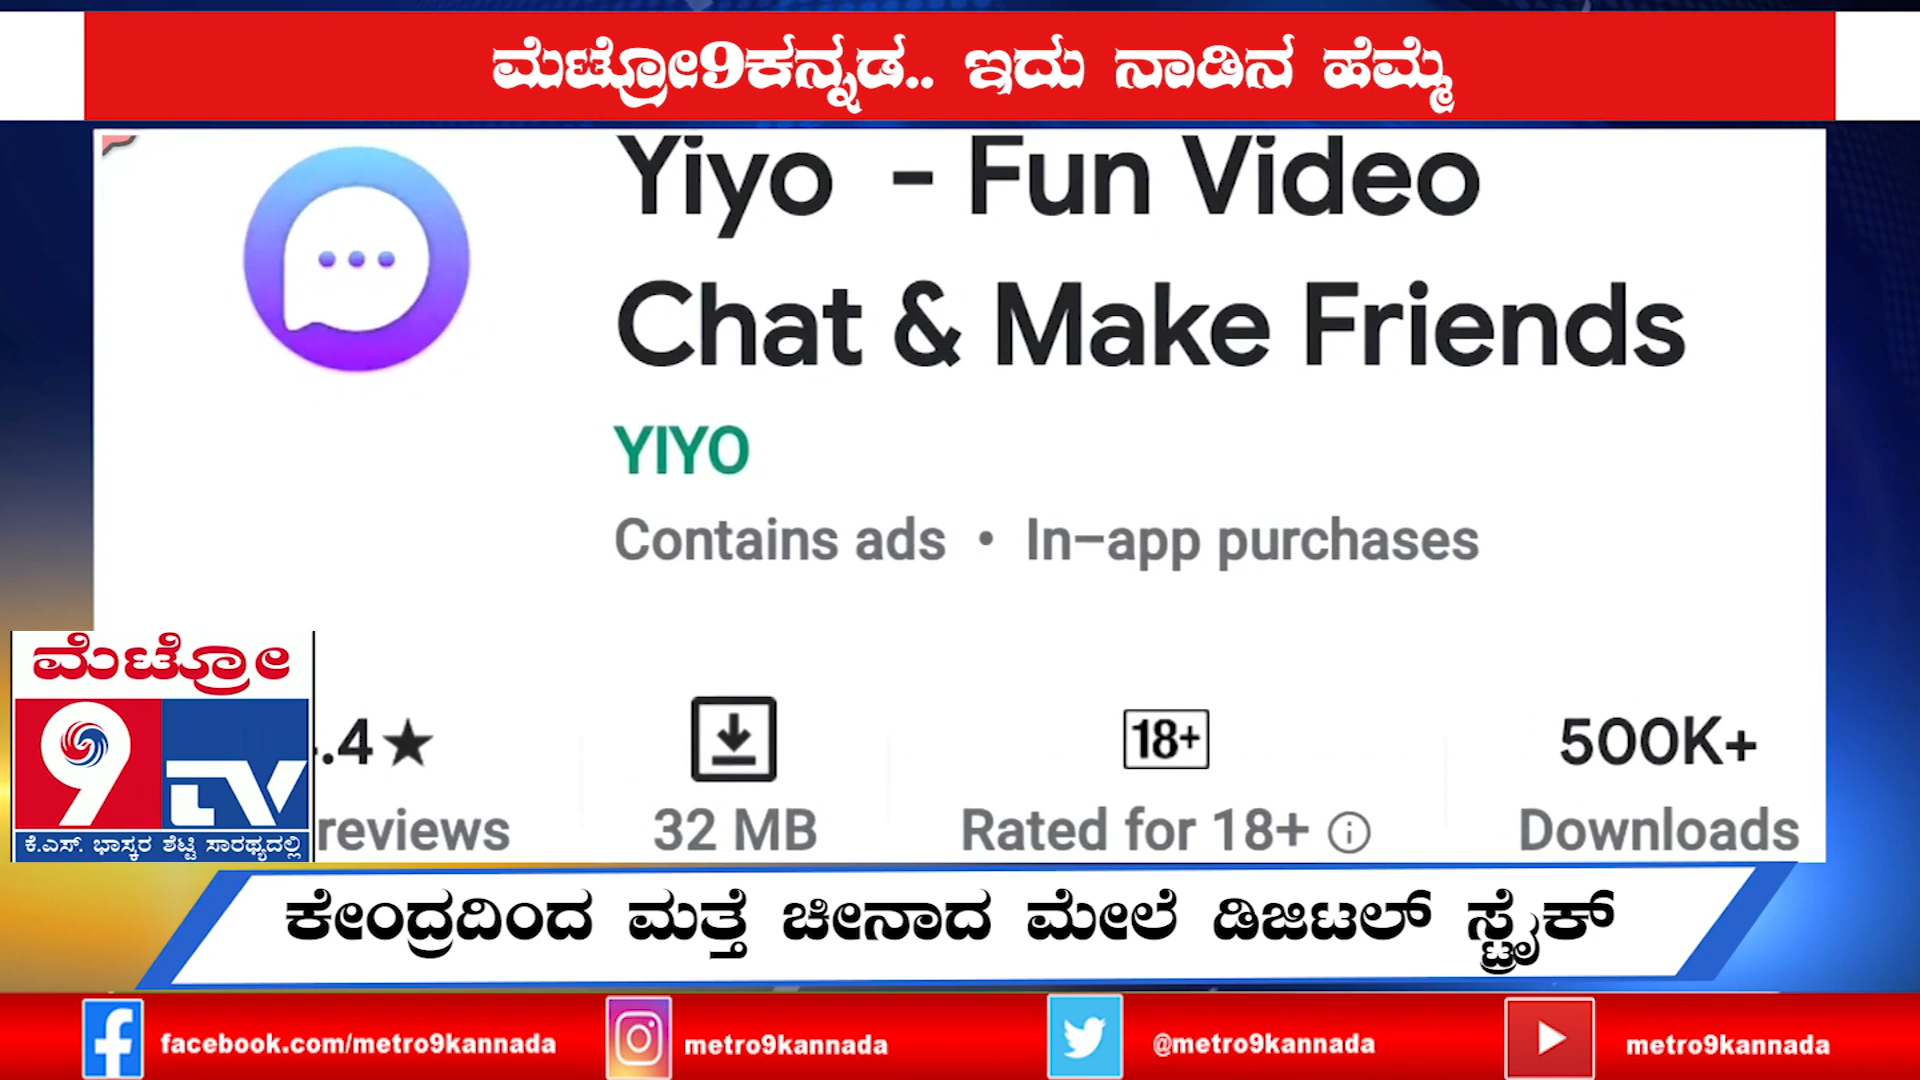 ಮೆಟ್ರೋ9ಕನ್ನಡ.. ಇದು ನಾಡಿನ ಹೆಮ್ಮೆ
Yiyo - Fun Video
Chat & Make Friends
YIYO
Contains ads • In-app purchases
.4★
reviews
32 MB
18+
Rated for 18+
500K+
Downloads
ಮೆಟ್ರೋ
9 TV
ಕೆ.ಎಸ್. ಭಾಸ್ಕರ ಶೆಟ್ಟಿ ಸಾರಥ್ಯದಲ್ಲಿ
ಕೇಂದ್ರದಿಂದ ಮತ್ತೆ ಚೀನಾದ ಮೇಲೆ ಡಿಜಿಟಲ್ ಸ್ಟ್ರೈಕ್
facebook.com/metro9kannada
metro9kannada
@metro9kannada
metro9kannada